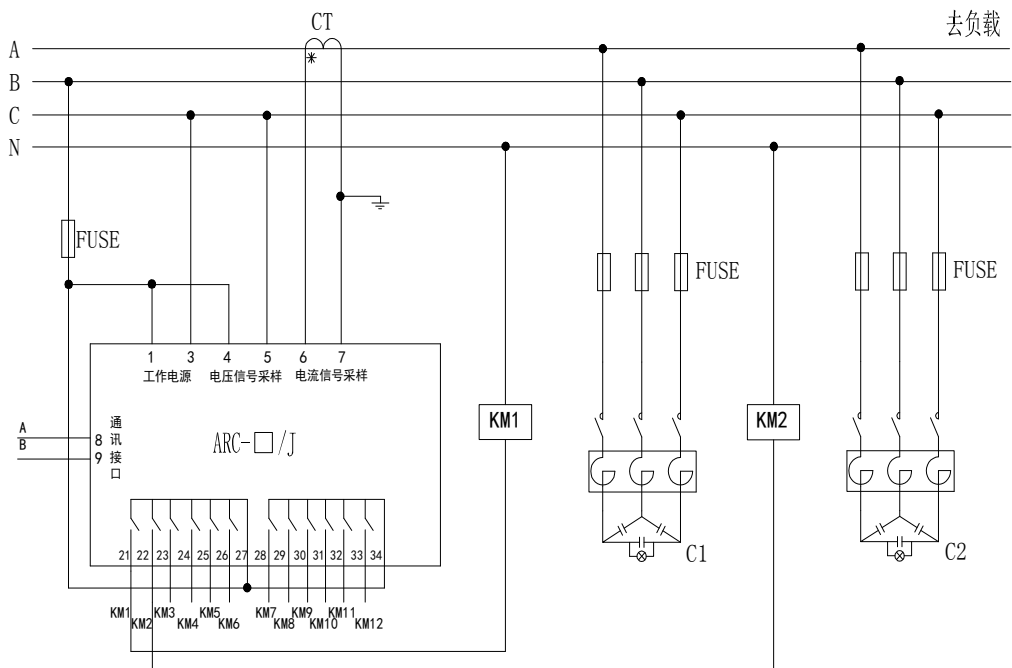 CT
去负载
A
B
C
N
FUSE
FUSE
FUSE
1 3 4 5 6 7
工作电源 电压信号采样 电流信号采样
KM1
KM2
A
B
8
9
通讯接口
ARC-□/J
21 22 23 24 25 26 27 28 29 30 31 32 33 34
KM1 KM3 KM5 KM7 KM9 KM11
KM2 KM4 KM6 KM8 KM10 KM12
C1
C2